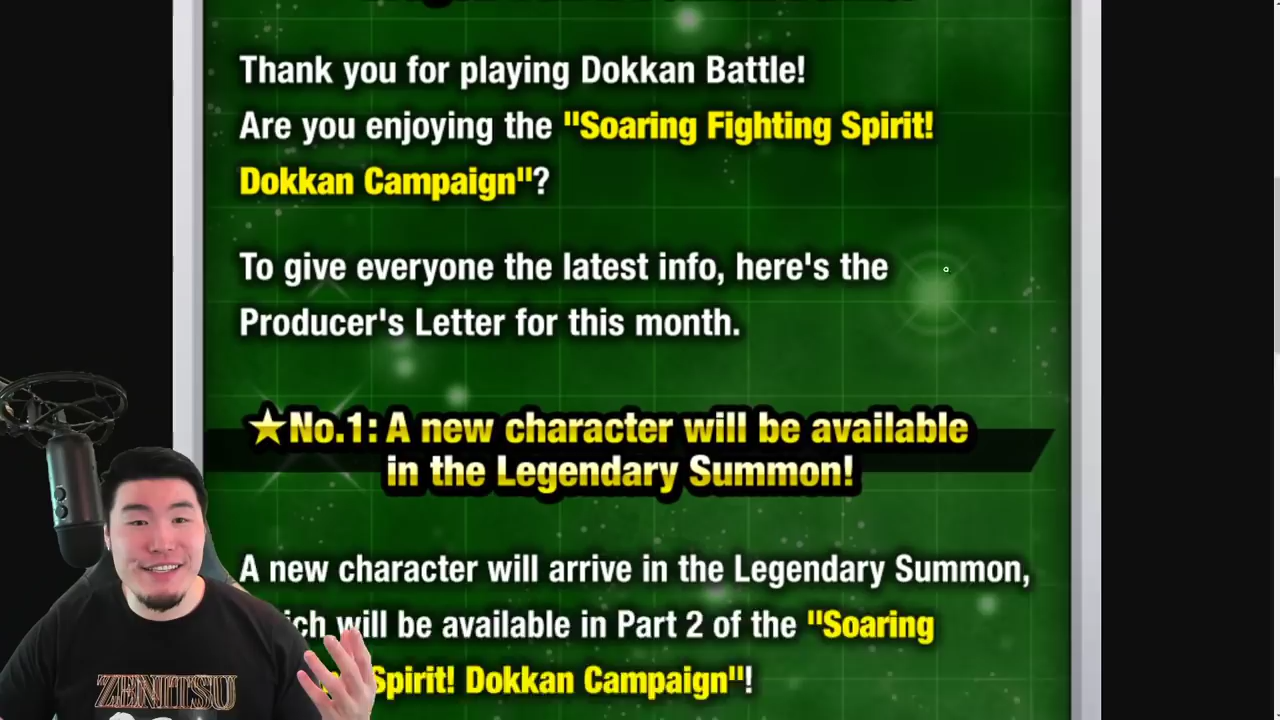 Thank you for playing Dokkan Battle!
Are you enjoying the "Soaring Fighting Spirit!
Dokkan Campaign"?
To give everyone the latest info, here's the
Producer's Letter for this month.
★No.1: A new character will be available
in the Legendary Summon!
A new character will arrive in the Legendary Summon,
will be available in Part 2 of the "Soaring
Spirit! Dokkan Campaign"!
ZENITSU